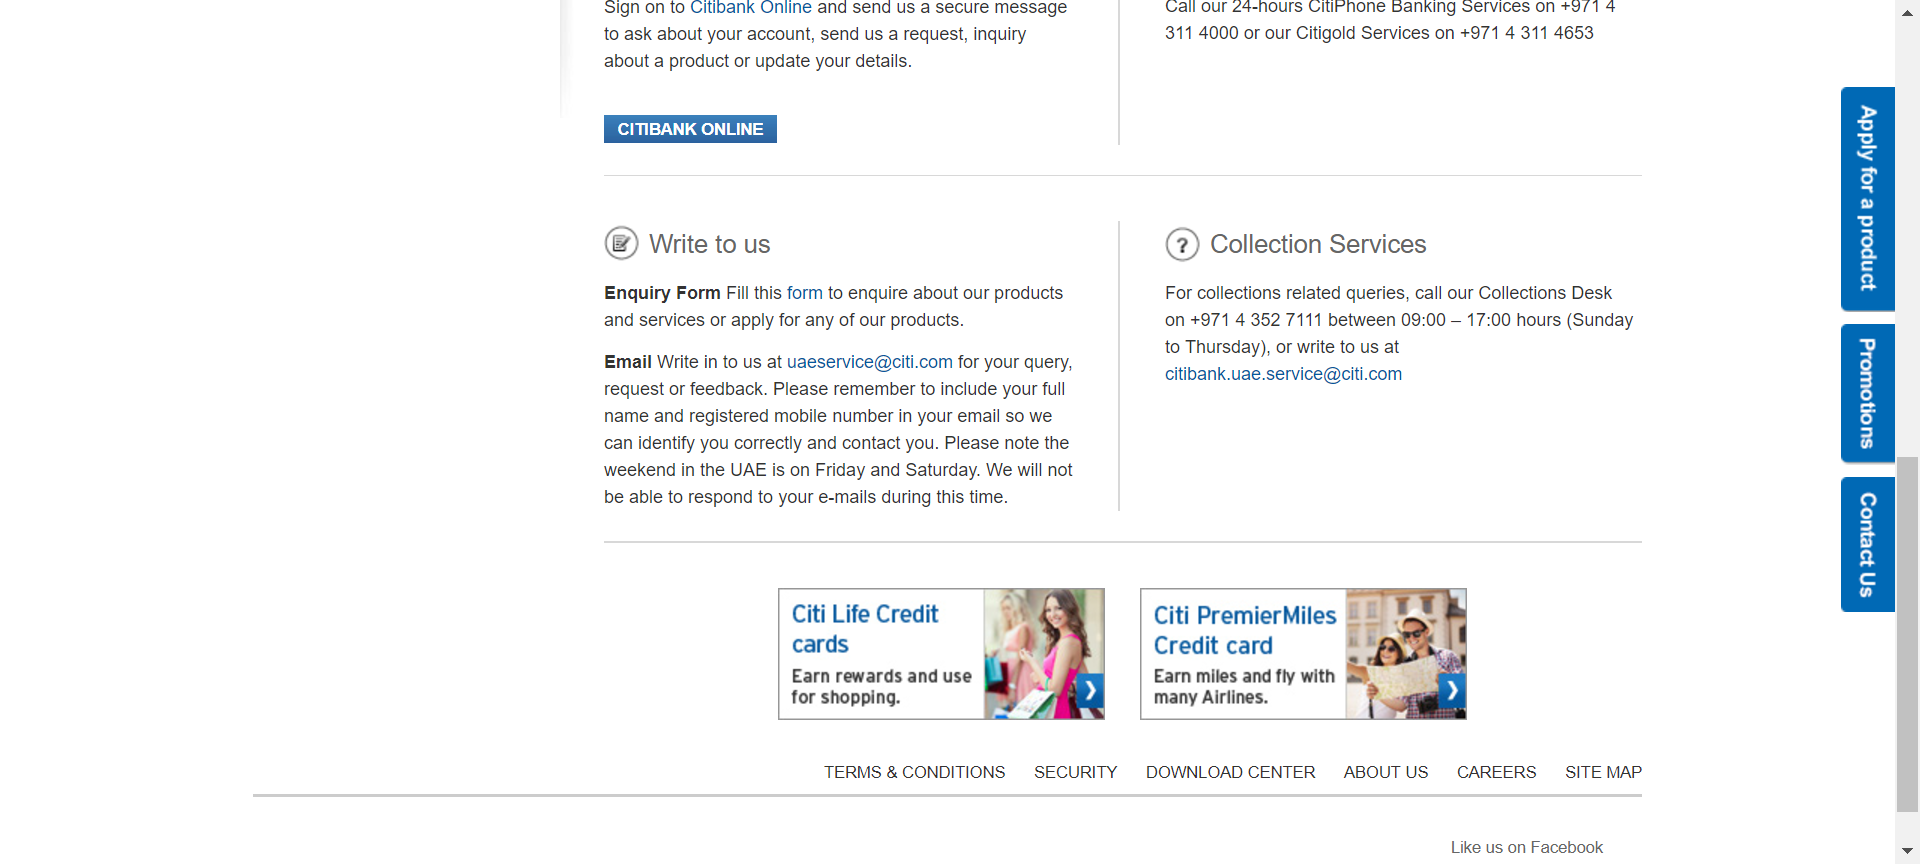 Sign on to Citibank Online and send us a secure message
to ask about your account, send us a request, inquiry
about a product or update your details.
CITIBANK ONLINE
Call our 24-hours CitiPhone Banking Services on +971 4
311 4000 or our Citigold Services on +971 4 311 4653
Write to us
Enquiry Form Fill this form to enquire about our products
and services or apply for any of our products.
Email Write in to us at uaeservice@citi.com for your query,
request or feedback. Please remember to include your full
name and registered mobile number in your email so we
can identify you correctly and contact you. Please note the
weekend in the UAE is on Friday and Saturday. We will not
be able to respond to your e-mails during this time.
Collection Services
For collections related queries, call our Collections Desk
on +971 4 352 7111 between 09:00 – 17:00 hours (Sunday
to Thursday), or write to us at
citibank.uae.service@citi.com
Citi Life Credit
cards
Earn rewards and use
for shopping.
Citi PremierMiles
Credit card
Earn miles and fly with
many Airlines.
TERMS & CONDITIONS SECURITY DOWNLOAD CENTER ABOUT US CAREERS SITE MAP
Like us on Facebook
Apply for a product
Promotions
Contact Us